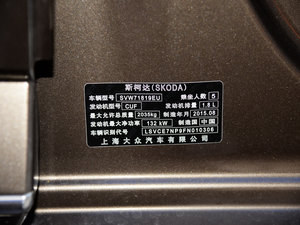 斯柯达(SKODA)
车辆型号 SVW71819EU 乘坐人数 5
发动机型号 CUF 发动机排量 1.8 L
最大允许总质量 2035kg 制造年月 2015.08
发动机最大净功率 132 kW 制造国 中国
车辆识别代号 LSVCE7NP9FN010306
上海大众汽车有限公司